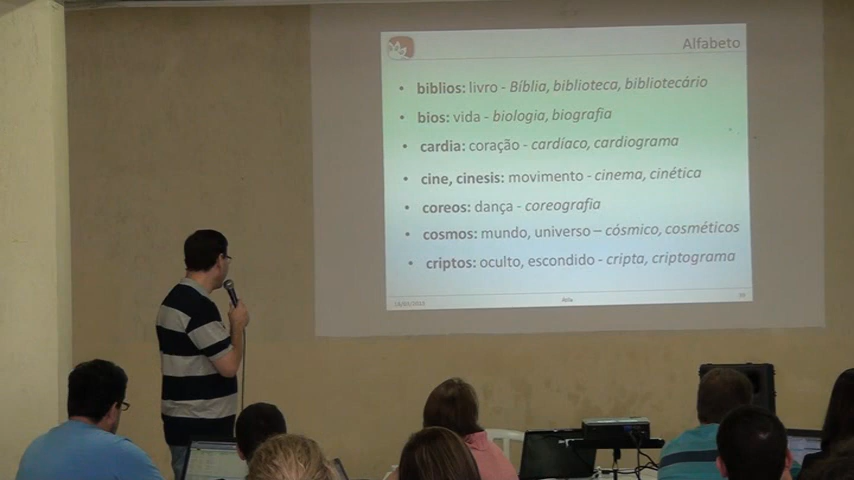 Alfabeto
• biblios: livro - Bíblia, biblioteca, bibliotecário
• bios: vida - biologia, biografia
• cardia: coração - cardíaco, cardiograma
• cine, cinesis: movimento - cinema, cinética
• coreos: dança - coreografia
• cosmos: mundo, universo – cósmico, cosméticos
• criptos: oculto, escondido - cripta, criptograma